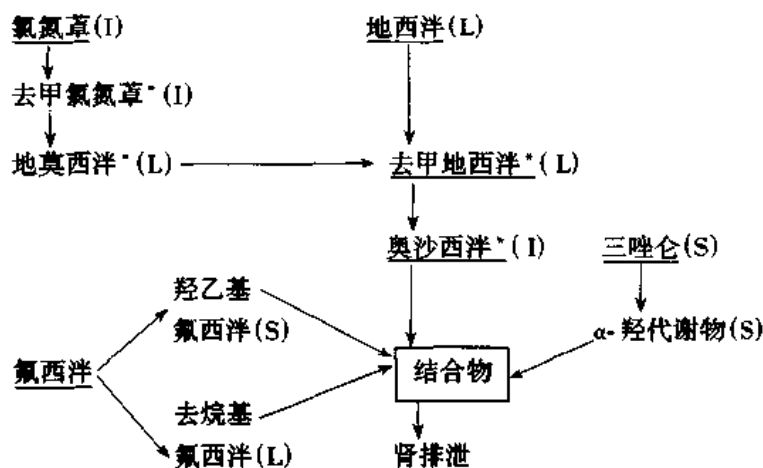 氯氮䓬(I)
地西泮(L)
去甲氯氮䓬*(I)
地莫西泮*(L)
去甲地西泮*(L)
奥沙西泮*(I)
三唑仑(S)
羟乙基
氟西泮(S)
α-羟代谢物(S)
氟西泮
结合物
去烷基
氟西泮(L)
肾排泄